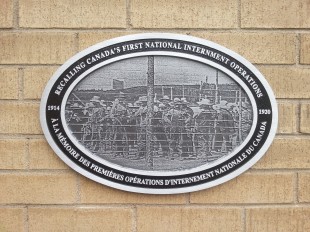 RECALLING CANADA'S FIRST NATIONAL INTERNMENT OPERATIONS
1914
1920
À LA MÉMOIRE DES PREMIÈRES OPÉRATIONS D'INTERNEMENT NATIONALE DU CANADA